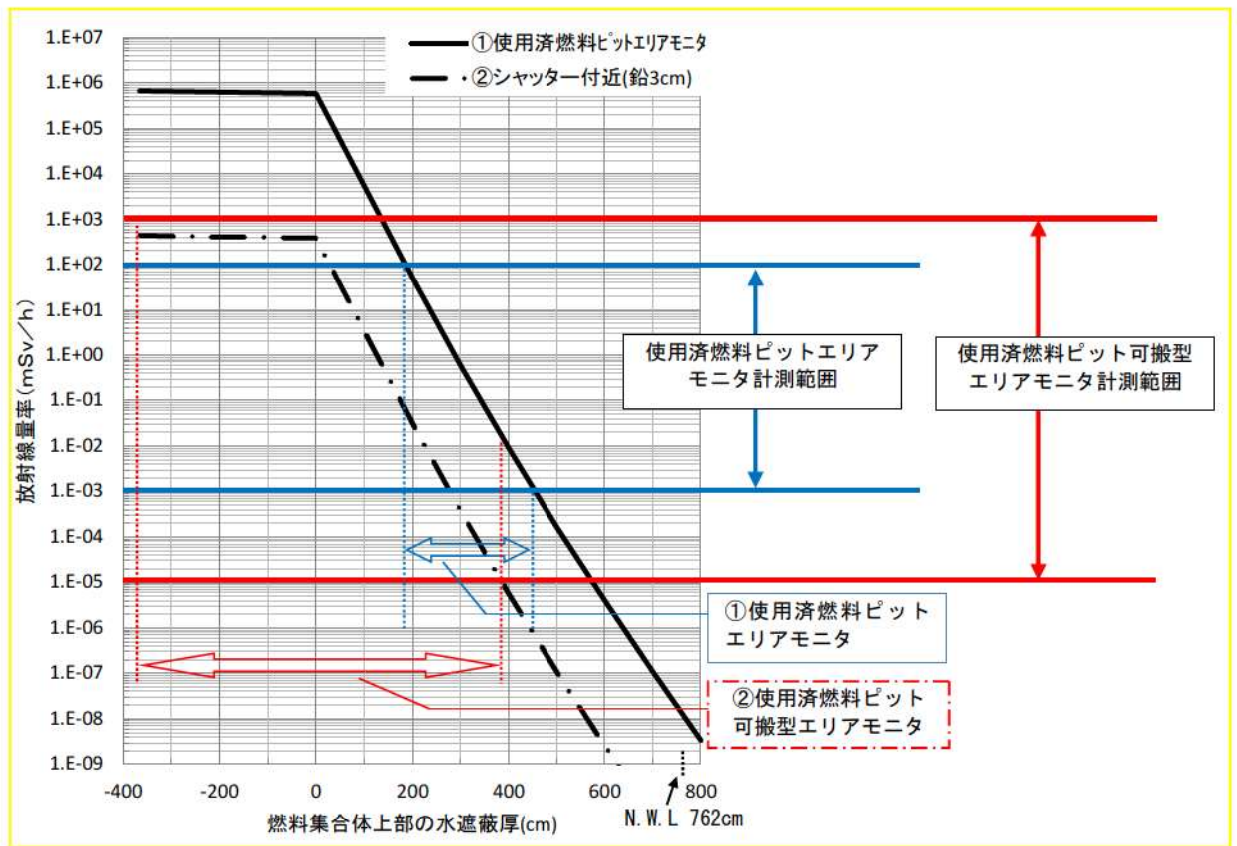 ①使用済燃料ピットエリアモニタ
②シャッター付近(鉛3cm)
1.E+07
1.E+06
1.E+05
1.E+04
1.E+03
1.E+02
1.E+01
1.E+00
1.E-01
1.E-02
1.E-03
1.E-04
1.E-05
1.E-06
1.E-07
1.E-08
1.E-09
放射線量率(mSv/h)
使用済燃料ピットエリア
モニタ計測範囲
使用済燃料ピット可搬型
エリアモニタ計測範囲
①使用済燃料ピット
エリアモニタ
②使用済燃料ピット
可搬型エリアモニタ
-400
-200
0
200
400
600
800
N.W.L 762cm
燃料集合体上部の水遮蔽厚(cm)